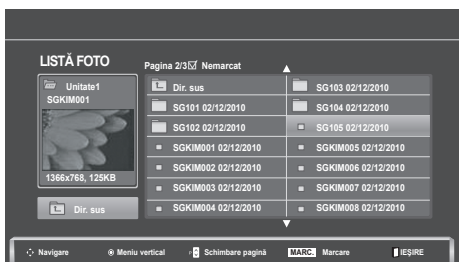 LISTĂ FOTO
Pagina 2/3 Nemarcat
Unitate1
SGKIM001
1366x768, 125KB
Dir. sus
Dir. sus
SG101 02/12/2010
SG102 02/12/2010
SGKIM001 02/12/2010
SGKIM002 02/12/2010
SGKIM003 02/12/2010
SGKIM004 02/12/2010
SG103 02/12/2010
SG104 02/12/2010
SG105 02/12/2010
SGKIM005 02/12/2010
SGKIM006 02/12/2010
SGKIM007 02/12/2010
SGKIM008 02/12/2010
Navigare Meniu vertical P Schimbare pagină MARC. Marcare IEŞIRE